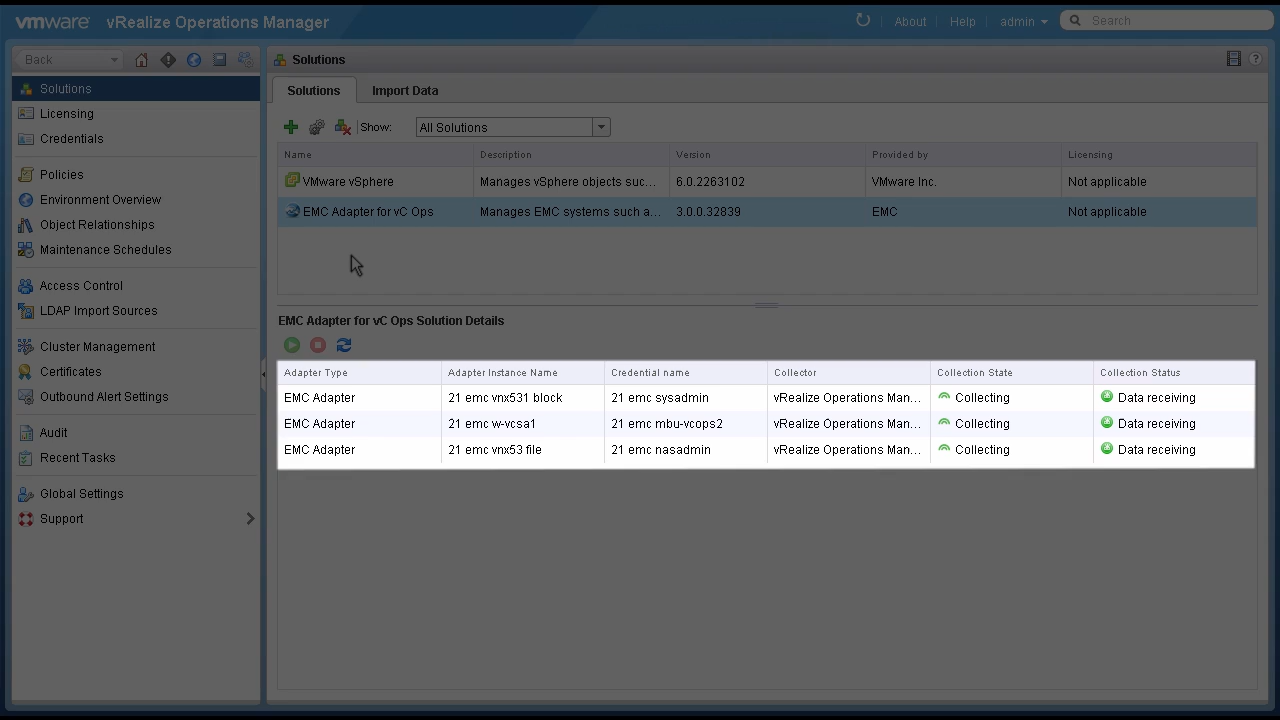 vmware vRealize Operations Manager About Help admin Search
Back
Solutions
Licensing
Credentials
Policies
Environment Overview
Object Relationships
Maintenance Schedules
Access Control
LDAP Import Sources
Cluster Management
Certificates
Outbound Alert Settings
Audit
Recent Tasks
Global Settings
Support
Solutions
Solutions Import Data
Show: All Solutions
Name Description Version Provided by Licensing
VMware vSphere Manages vSphere objects suc... 6.0.2263102 VMware Inc. Not applicable
EMC Adapter for vC Ops Manages EMC systems such a... 3.0.0.32839 EMC Not applicable
EMC Adapter for vC Ops Solution Details
Adapter Type Adapter Instance Name Credential name Collector Collection State Collection Status
EMC Adapter 21 emc vnx531 block 21 emc sysadmin vRealize Operations Man... Collecting Data receiving
EMC Adapter 21 emc w-vcsa1 21 emc mbu-vcops2 vRealize Operations Man... Collecting Data receiving
EMC Adapter 21 emc vnx53 file 21 emc nasadmin vRealize Operations Man... Collecting Data receiving